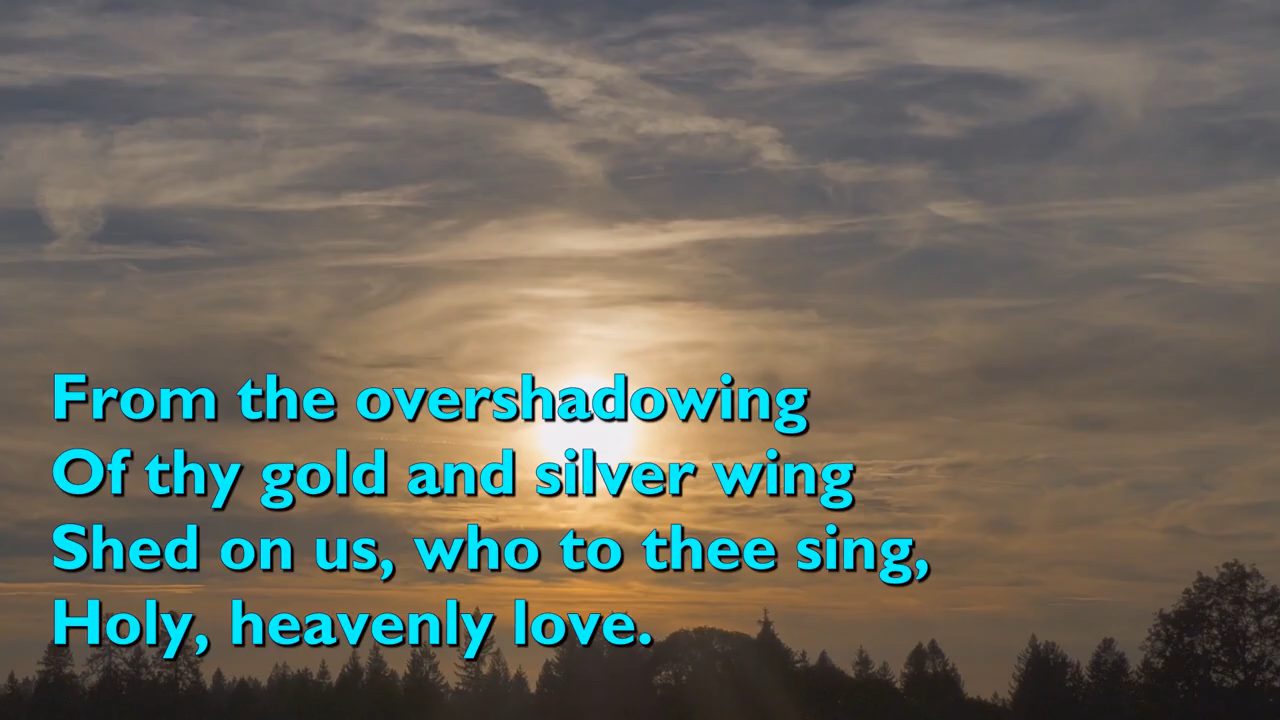 From the overshadowing
Of thy gold and silver wing
Shed on us, who to thee sing,
Holy, heavenly love.